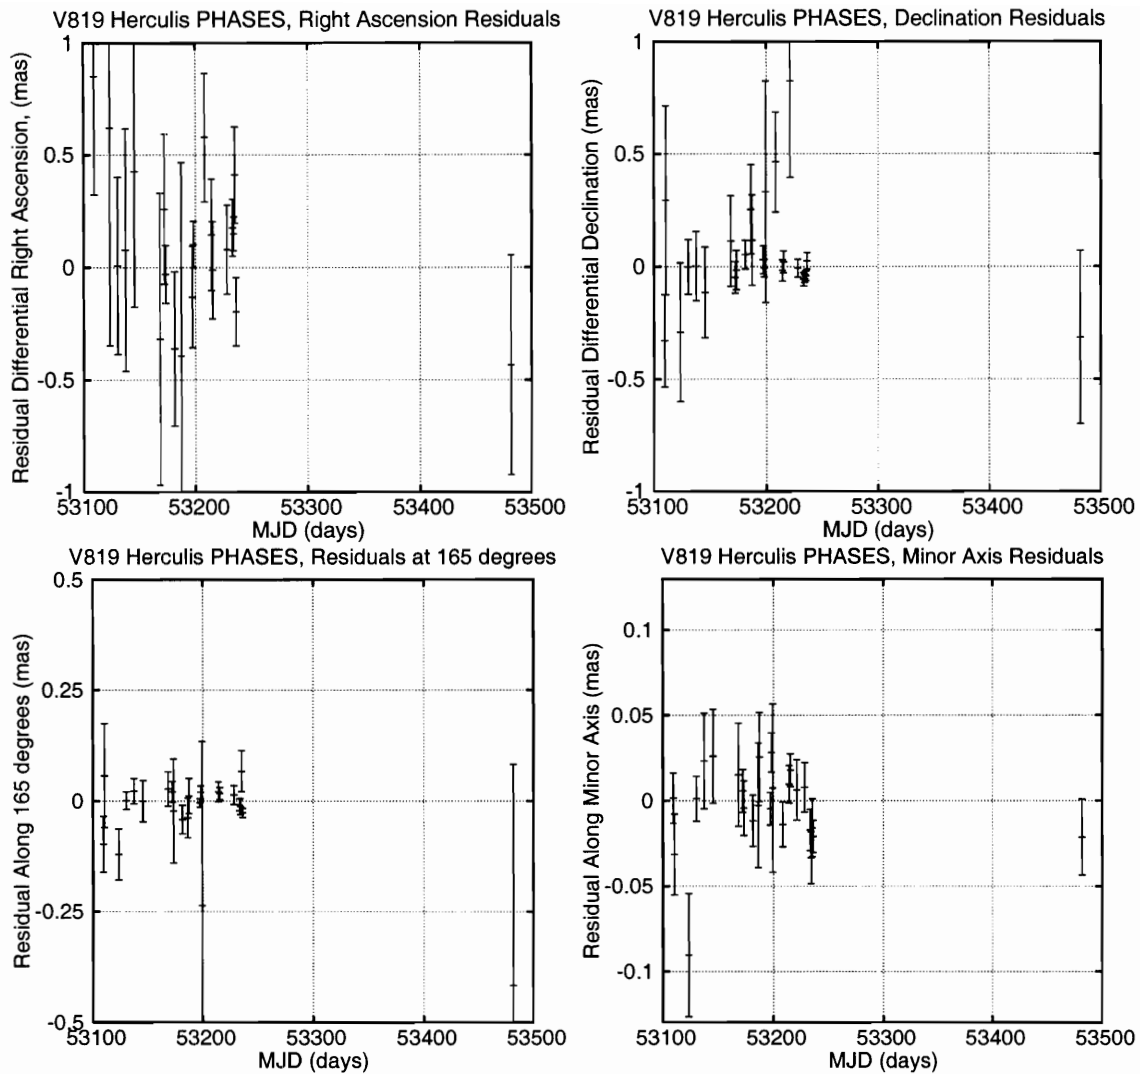 V819 Herculis PHASES, Right Ascension Residuals
Residual Differential Right Ascension, (mas)
1
0.5
0
-0.5
-1
53100 53200 53300 53400 53500
MJD (days)
V819 Herculis PHASES, Declination Residuals
Residual Differential Declination (mas)
1
0.5
0
-0.5
-1
53100 53200 53300 53400 53500
MJD (days)
V819 Herculis PHASES, Residuals at 165 degrees
Residual Along 165 degrees (mas)
0.5
0.25
0
-0.25
-0.5
53100 53200 53300 53400 53500
MJD (days)
V819 Herculis PHASES, Minor Axis Residuals
Residual Along Minor Axis (mas)
0.1
0.05
0
-0.05
-0.1
53100 53200 53300 53400 53500
MJD (days)